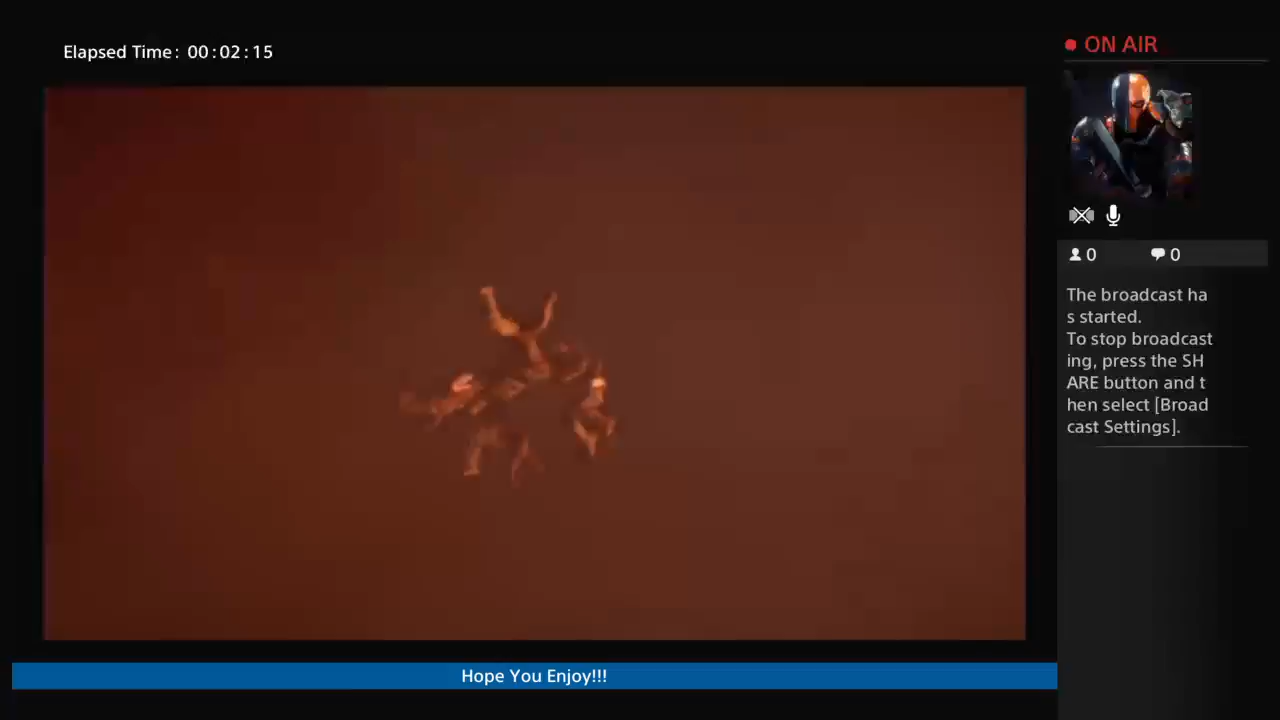 Elapsed Time: 00:02:15
ON AIR
0 0
The broadcast ha
s started.
To stop broadcast
ing, press the SH
ARE button and t
hen select [Broad
cast Settings].
Hope You Enjoy!!!